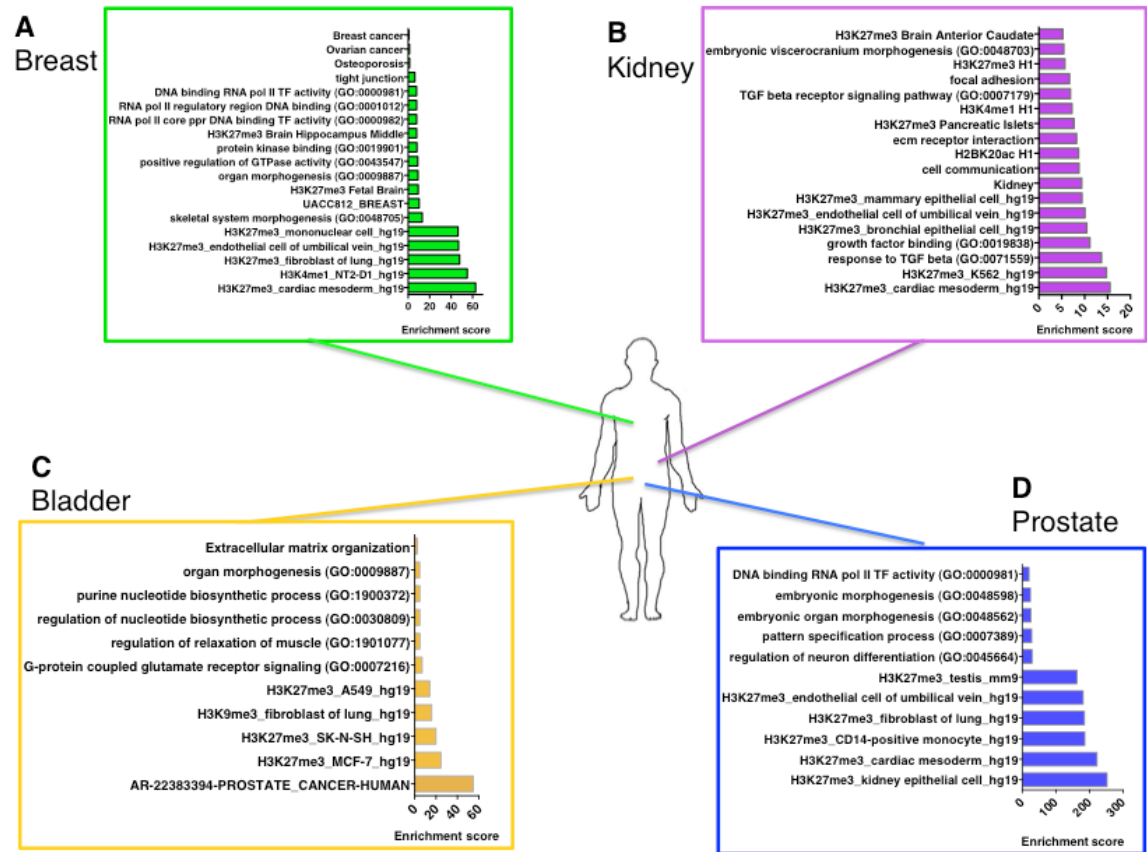 A
Breast
Breast cancer
Ovarian cancer
Osteoporosis
tight junction
DNA binding RNA pol II TF activity (GO:0000981)
RNA pol II regulatory region DNA binding (GO:0001012)
RNA pol II core ppr DNA binding TF activity (GO:0000982)
H3K27me3 Brain Hippocampus Middle
protein kinase binding (GO:0019901)
positive regulation of GTPase activity (GO:0043547)
organ morphogenesis (GO:0009887)
H3K27me3 Fetal Brain
UACC812_BREAST
skeletal system morphogenesis (GO:0048705)
H3K27me3_mononuclear cell_hg19
H3K27me3_endothelial cell of umbilical vein_hg19
H3K27me3_fibroblast of lung_hg19
H3K4me1_NT2-D1_hg19
H3K27me3_cardiac mesoderm_hg19
0 20 40 60
Enrichment score
B
Kidney
H3K27me3 Brain Anterior Caudate
embryonic viscerocranium morphogenesis (GO:0048703)
H3K27me3 H1
focal adhesion
TGF beta receptor signaling pathway (GO:0007179)
H3K4me1 H1
H3K27me3 Pancreatic Islets
ecm receptor interaction
H2BK20ac H1
cell communication
Kidney
H3K27me3_mammary epithelial cell_hg19
H3K27me3_endothelial cell of umbilical vein_hg19
H3K27me3_bronchial epithelial cell_hg19
growth factor binding (GO:0019838)
response to TGF beta (GO:0071559)
H3K27me3_K562_hg19
H3K27me3_cardiac mesoderm_hg19
0 5 10 15 20
Enrichment score
C
Bladder
Extracellular matrix organization
organ morphogenesis (GO:0009887)
purine nucleotide biosynthetic process (GO:1900372)
regulation of nucleotide biosynthetic process (GO:0030809)
regulation of relaxation of muscle (GO:1901077)
G-protein coupled glutamate receptor signaling (GO:0007216)
H3K27me3_A549_hg19
H3K9me3_fibroblast of lung_hg19
H3K27me3_SK-N-SH_hg19
H3K27me3_MCF-7_hg19
AR-22383394-PROSTATE_CANCER-HUMAN
0 20 40 60
Enrichment score
D
Prostate
DNA binding RNA pol II TF activity (GO:0000981)
embryonic morphogenesis (GO:0048598)
embryonic organ morphogenesis (GO:0048562)
pattern specification process (GO:0007389)
regulation of neuron differentiation (GO:0045664)
H3K27me3_testis_mm9
H3K27me3_endothelial cell of umbilical vein_hg19
H3K27me3_fibroblast of lung_hg19
H3K27me3_CD14-positive monocyte_hg19
H3K27me3_cardiac mesoderm_hg19
H3K27me3_kidney epithelial cell_hg19
0 100 200 300
Enrichment score